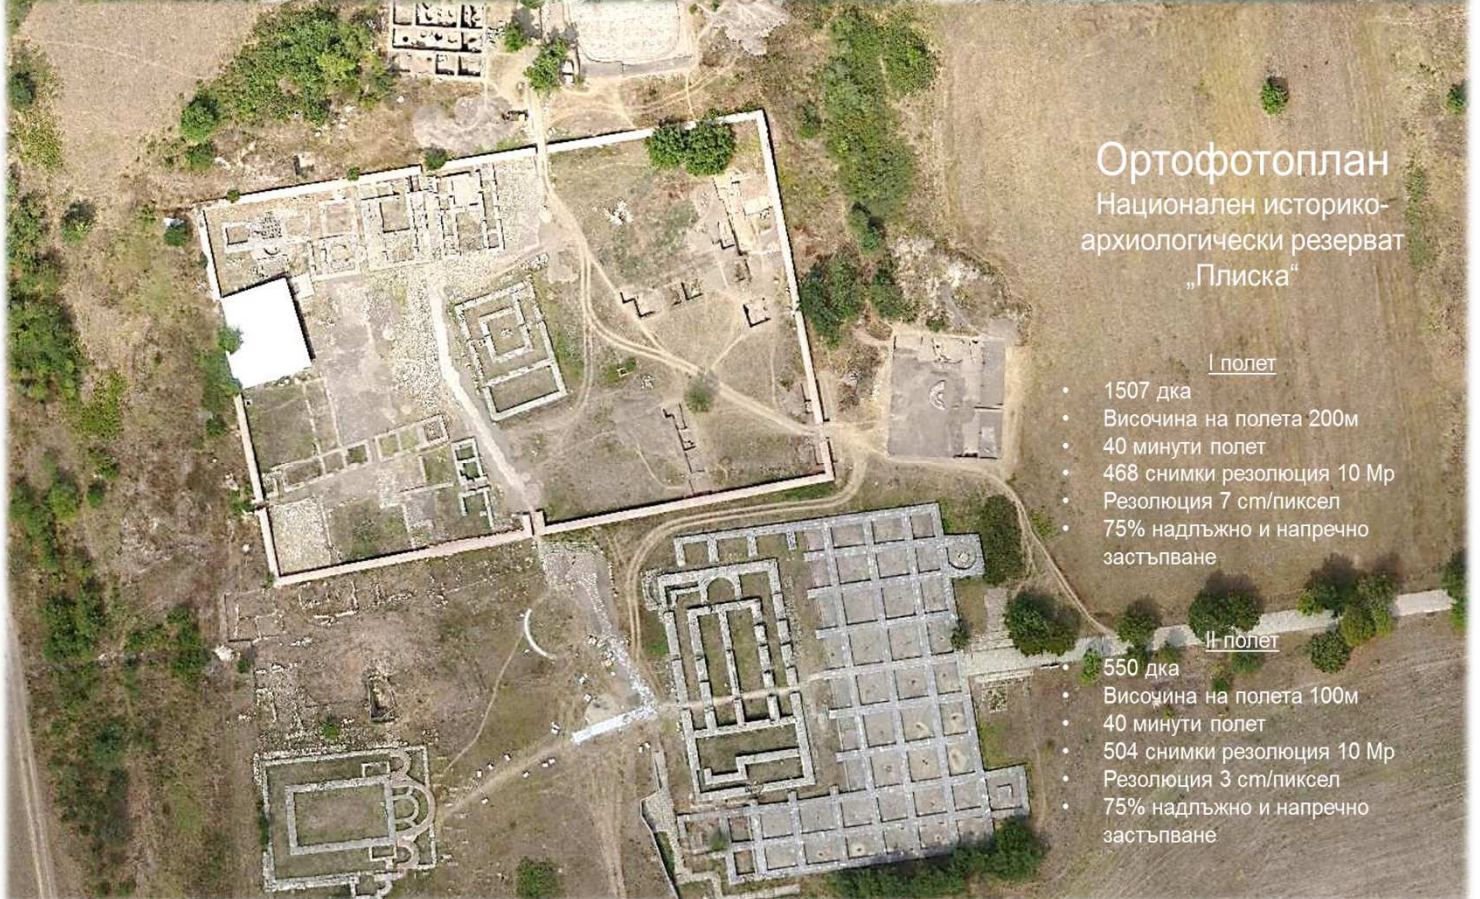 Ортофотоплан
Национален историко-
архиологически резерват
„Плиска“
I полет
• 1507 дка
• Височина на полета 200м
• 40 минути полет
• 468 снимки резолюция 10 Мр
• Резолюция 7 cm/пиксел
• 75% надлъжно и напречно
застъпване
II полет
• 550 дка
• Височина на полета 100м
• 40 минути полет
• 504 снимки резолюция 10 Мр
• Резолюция 3 cm/пиксел
• 75% надлъжно и напречно
застъпване